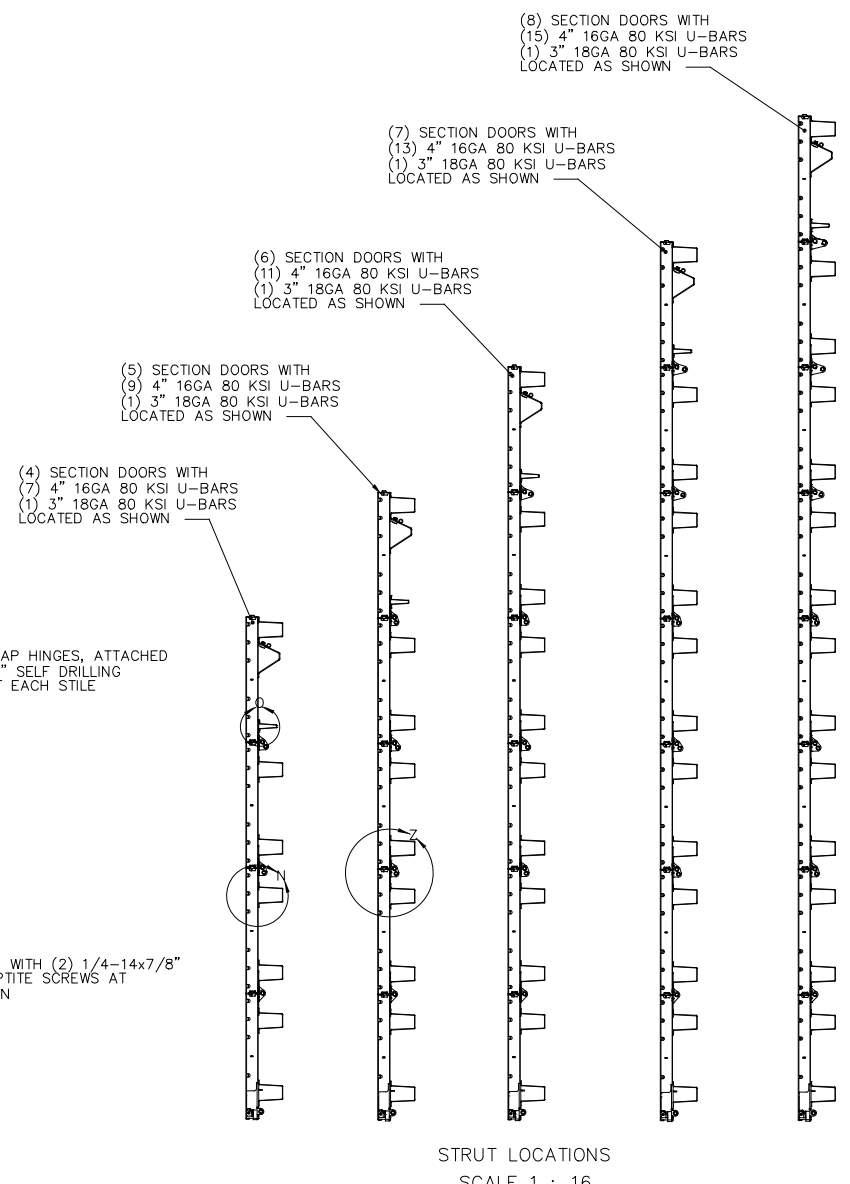 (8) SECTION DOORS WITH
(15) 4" 16GA 80 KSI U-BARS
(1) 3" 18GA 80 KSI U-BARS
LOCATED AS SHOWN
(7) SECTION DOORS WITH
(13) 4" 16GA 80 KSI U-BARS
(1) 3" 18GA 80 KSI U-BARS
LOCATED AS SHOWN
(6) SECTION DOORS WITH
(11) 4" 16GA 80 KSI U-BARS
(1) 3" 18GA 80 KSI U-BARS
LOCATED AS SHOWN
(5) SECTION DOORS WITH
(9) 4" 16GA 80 KSI U-BARS
(1) 3" 18GA 80 KSI U-BARS
LOCATED AS SHOWN
(4) SECTION DOORS WITH
(7) 4" 16GA 80 KSI U-BARS
(1) 3" 18GA 80 KSI U-BARS
LOCATED AS SHOWN
AP HINGES, ATTACHED
" SELF DRILLING
EACH STILE
O
Z
N
WITH (2) 1/4-14x7/8"
PTITE SCREWS AT
N
STRUT LOCATIONS
SCALE 1 : 16